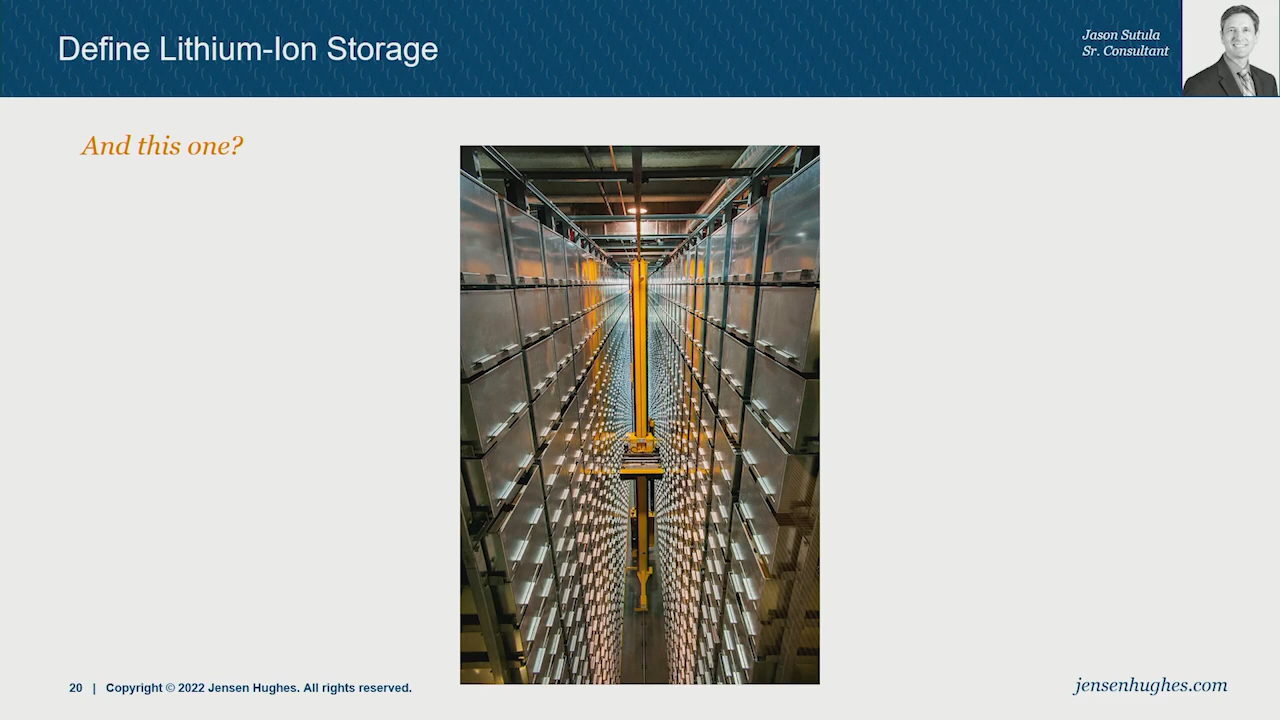 Define Lithium-Ion Storage
Jason Sutula
Sr. Consultant
And this one?
20 | Copyright © 2022 Jensen Hughes. All rights reserved.
jensenhughes.com